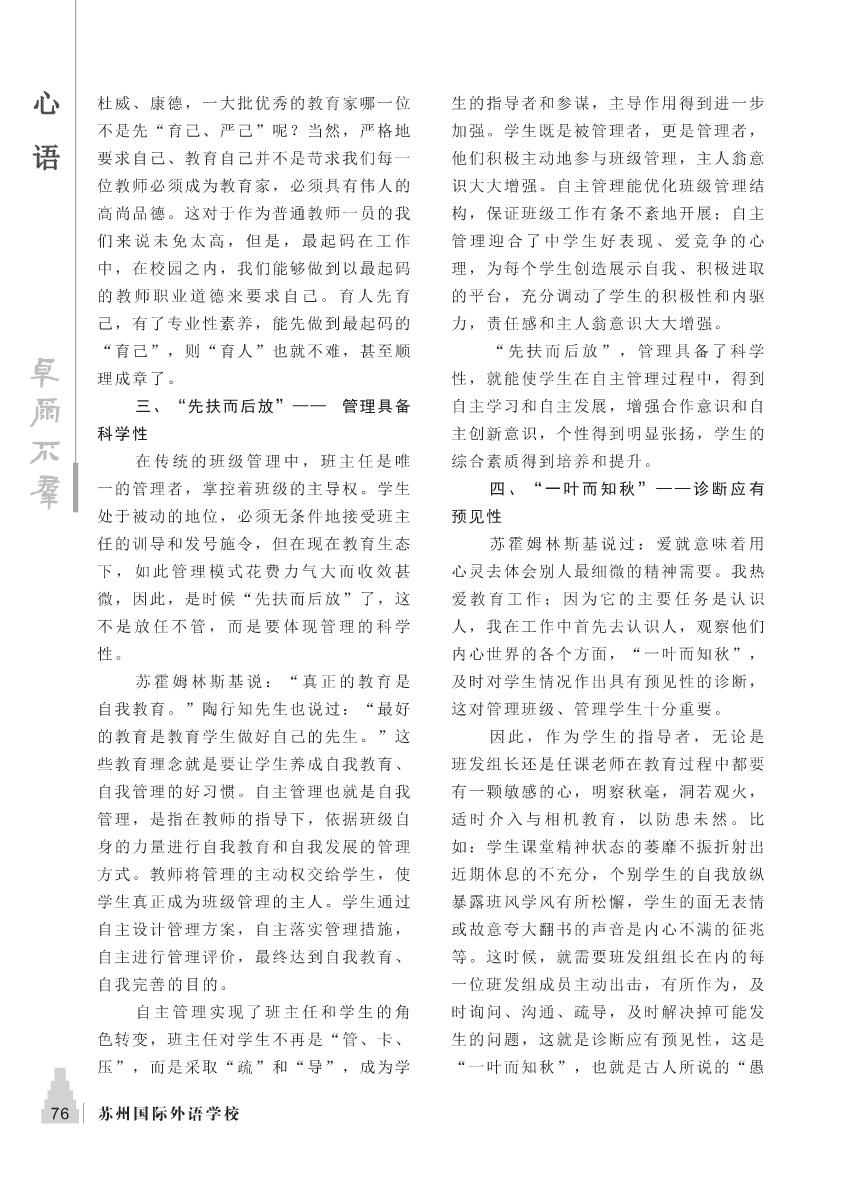 心
语
卓尔不群
杜威、康德，一大批优秀的教育家哪一位
不是先“育己、严己”呢？当然，严格地
要求自己、教育自己并不是苛求我们每一
位教师必须成为教育家，必须具有伟人的
高尚品德。这对于作为普通教师一员的我
们来说未免太高，但是，最起码在工作
中，在校园之内，我们能够做到以最起码
的教师职业道德来要求自己。育人先育
己，有了专业性素养，能先做到最起码的
“育己”，则“育人”也就不难，甚至顺
理成章了。
三、“先扶而后放”—— 管理具备
科学性
在传统的班级管理中，班主任是唯
一的管理者，掌控着班级的主导权。学生
处于被动的地位，必须无条件地接受班主
任的训导和发号施令，但在现在教育生态
下，如此管理模式花费力气大而收效甚
微，因此，是时候“先扶而后放”了，这
不是放任不管，而是要体现管理的科学
性。
苏霍姆林斯基说：“真正的教育是
自我教育。”陶行知先生也说过：“最好
的教育是教育学生做好自己的先生。”这
些教育理念就是要让学生养成自我教育、
自我管理的好习惯。自主管理也就是自我
管理，是指在教师的指导下，依据班级自
身的力量进行自我教育和自我发展的管理
方式。教师将管理的主动权交给学生，使
学生真正成为班级管理的主人。学生通过
自主设计管理方案，自主落实管理措施，
自主进行管理评价，最终达到自我教育、
自我完善的目的。
自主管理实现了班主任和学生的角
色转变，班主任对学生不再是“管、卡、
压”，而是采取“疏”和“导”，成为学
生的指导者和参谋，主导作用得到进一步
加强。学生既是被管理者，更是管理者，
他们积极主动地参与班级管理，主人翁意
识大大增强。自主管理能优化班级管理结
构，保证班级工作有条不紊地开展；自主
管理迎合了中学生好表现、爱竞争的心
理，为每个学生创造展示自我、积极进取
的平台，充分调动了学生的积极性和内驱
力，责任感和主人翁意识大大增强。
“先扶而后放”，管理具备了科学
性，就能使学生在自主管理过程中，得到
自主学习和自主发展，增强合作意识和自
主创新意识，个性得到明显张扬，学生的
综合素质得到培养和提升。
四、“一叶而知秋”——诊断应有
预见性
苏霍姆林斯基说过：爱就意味着用
心灵去体会别人最细微的精神需要。我热
爱教育工作；因为它的主要任务是认识
人，我在工作中首先去认识人，观察他们
内心世界的各个方面，“一叶而知秋”，
及时对学生情况作出具有预见性的诊断，
这对管理班级、管理学生十分重要。
因此，作为学生的指导者，无论是
班发组长还是任课老师在教育过程中都要
有一颗敏感的心，明察秋毫，洞若观火，
适时介入与相机教育，以防患未然。比
如：学生课堂精神状态的萎靡不振折射出
近期休息的不充分，个别学生的自我放纵
暴露班风学风有所松懈，学生的面无表情
或故意夸大翻书的声音是内心不满的征兆
等。这时候，就需要班发组组长在内的每
一位班发组成员主动出击，有所作为，及
时询问、沟通、疏导，及时解决掉可能发
生的问题，这就是诊断应有预见性，这是
“一叶而知秋”，也就是古人所说的“愚
76 苏州国际外语学校